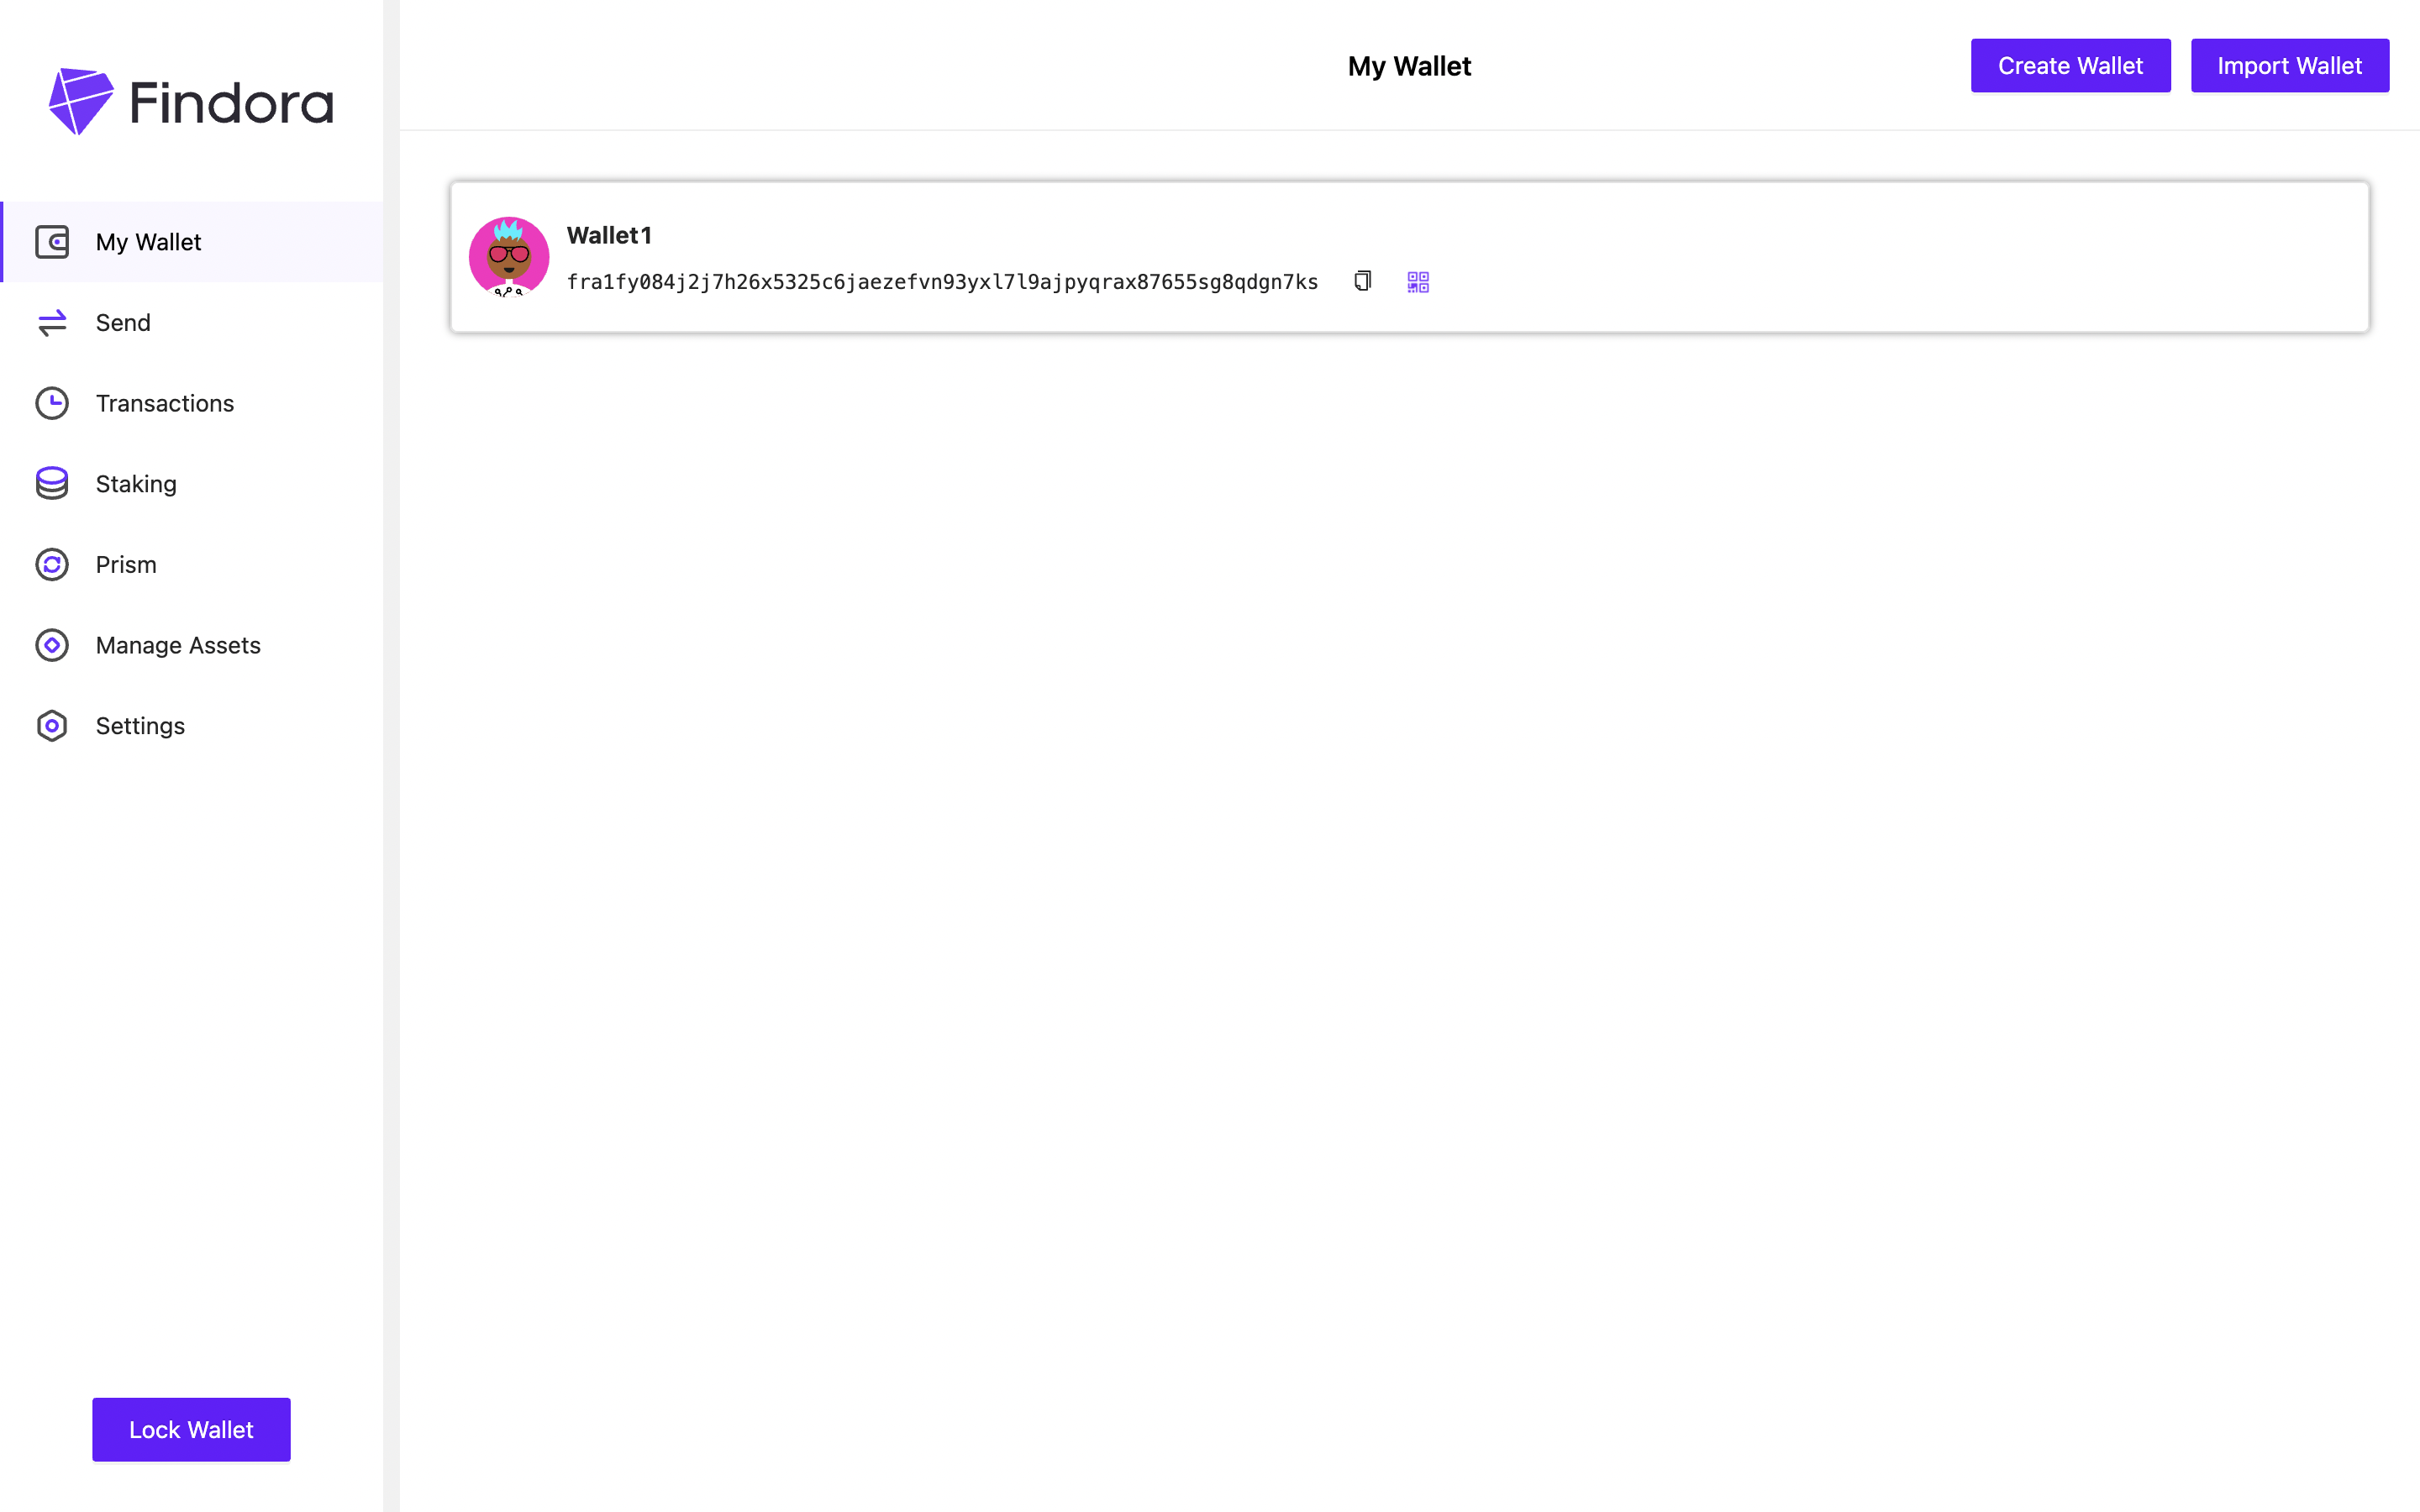 Findora
My Wallet
Send
Transactions
Staking
Prism
Manage Assets
Settings
Lock Wallet
My Wallet
Create Wallet
Import Wallet
Wallet1
fra1fy084j2j7h26x5325c6jaezefvn93yxl7l9ajpyqrax87655sg8qdgn7ks